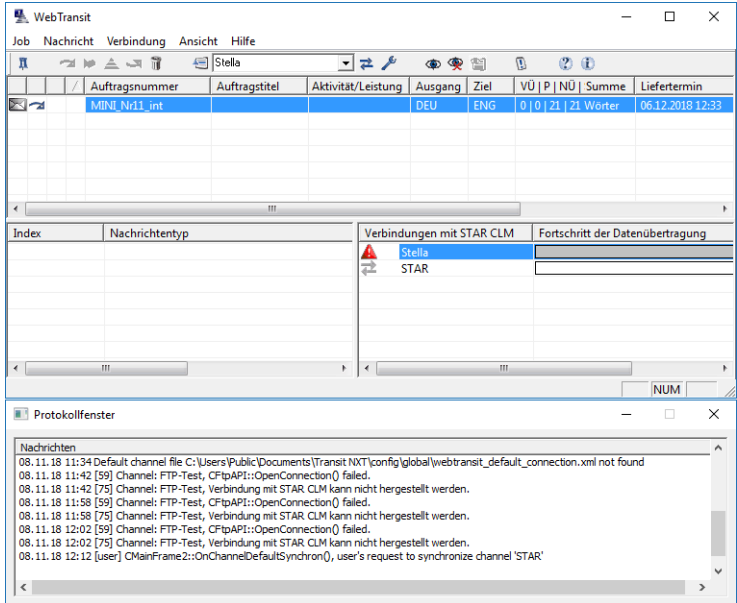 WebTransit
Job Nachricht Verbindung Ansicht Hilfe
Stella
/ Auftragsnummer Auftragstitel Aktivität/Leistung Ausgang Ziel VÜ | P | NÜ | Summe Liefertermin
MINI_Nr11_int DEU ENG 0 | 0 | 21 | 21 Wörter 06.12.2018 12:33
Index Nachrichtentyp Verbindungen mit STAR CLM Fortschritt der Datenübertragung
Stella
STAR
NUM
Protokollfenster
Nachrichten
08.11.18 11:34 Default channel file C:\Users\Public\Documents\Transit NXT\config\global\webtransit_default_connection.xml not found
08.11.18 11:42 [59] Channel: FTP-Test, CFtpAPI::OpenConnection() failed.
08.11.18 11:42 [75] Channel: FTP-Test, Verbindung mit STAR CLM kann nicht hergestellt werden.
08.11.18 11:58 [59] Channel: FTP-Test, CFtpAPI::OpenConnection() failed.
08.11.18 11:58 [75] Channel: FTP-Test, Verbindung mit STAR CLM kann nicht hergestellt werden.
08.11.18 12:02 [59] Channel: FTP-Test, CFtpAPI::OpenConnection() failed.
08.11.18 12:02 [75] Channel: FTP-Test, Verbindung mit STAR CLM kann nicht hergestellt werden.
08.11.18 12:12 [user] CMainFrame2::OnChannelDefaultSynchron(), user's request to synchronize channel 'STAR'